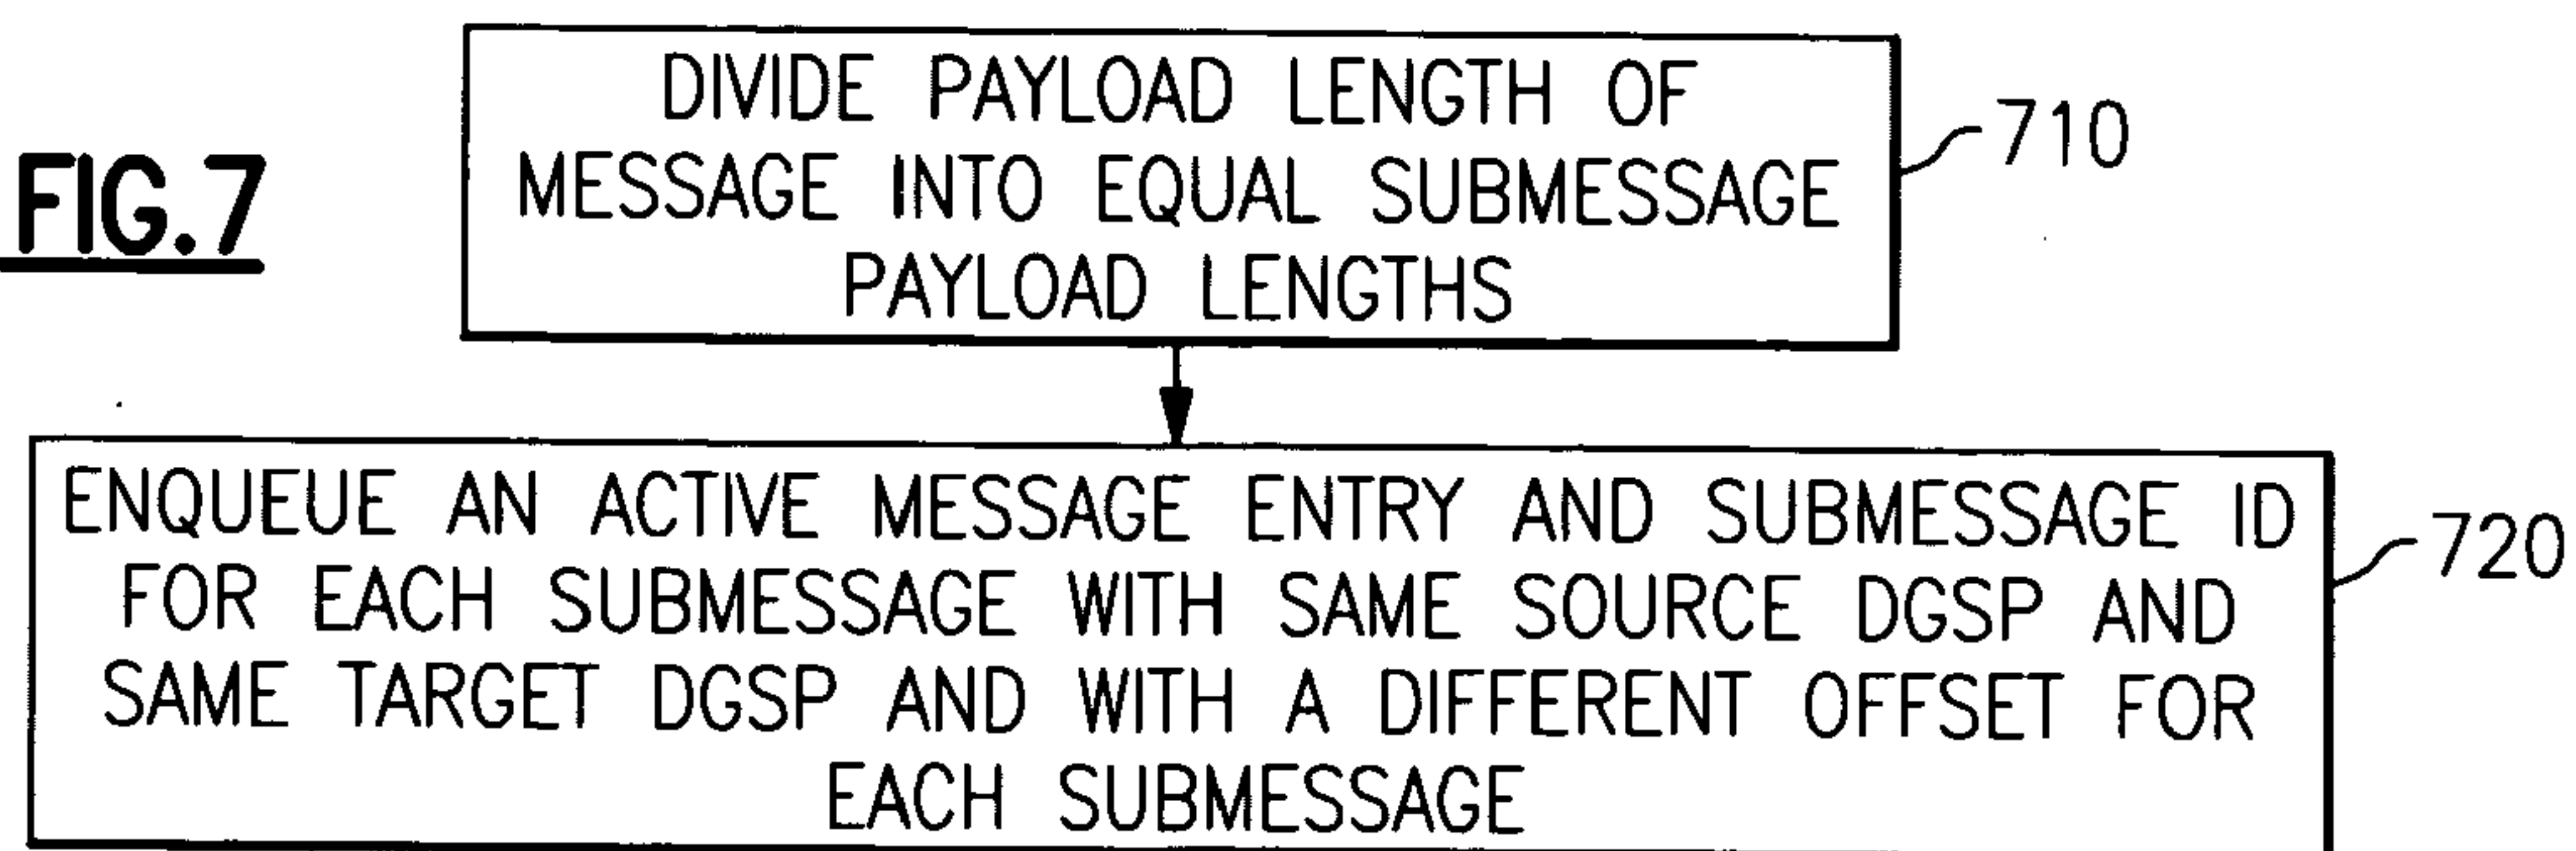 FIG.7
DIVIDE PAYLOAD LENGTH OF
MESSAGE INTO EQUAL SUBMESSAGE
PAYLOAD LENGTHS
710
ENQUEUE AN ACTIVE MESSAGE ENTRY AND SUBMESSAGE ID
FOR EACH SUBMESSAGE WITH SAME SOURCE DGSP AND
SAME TARGET DGSP AND WITH A DIFFERENT OFFSET FOR
EACH SUBMESSAGE
720